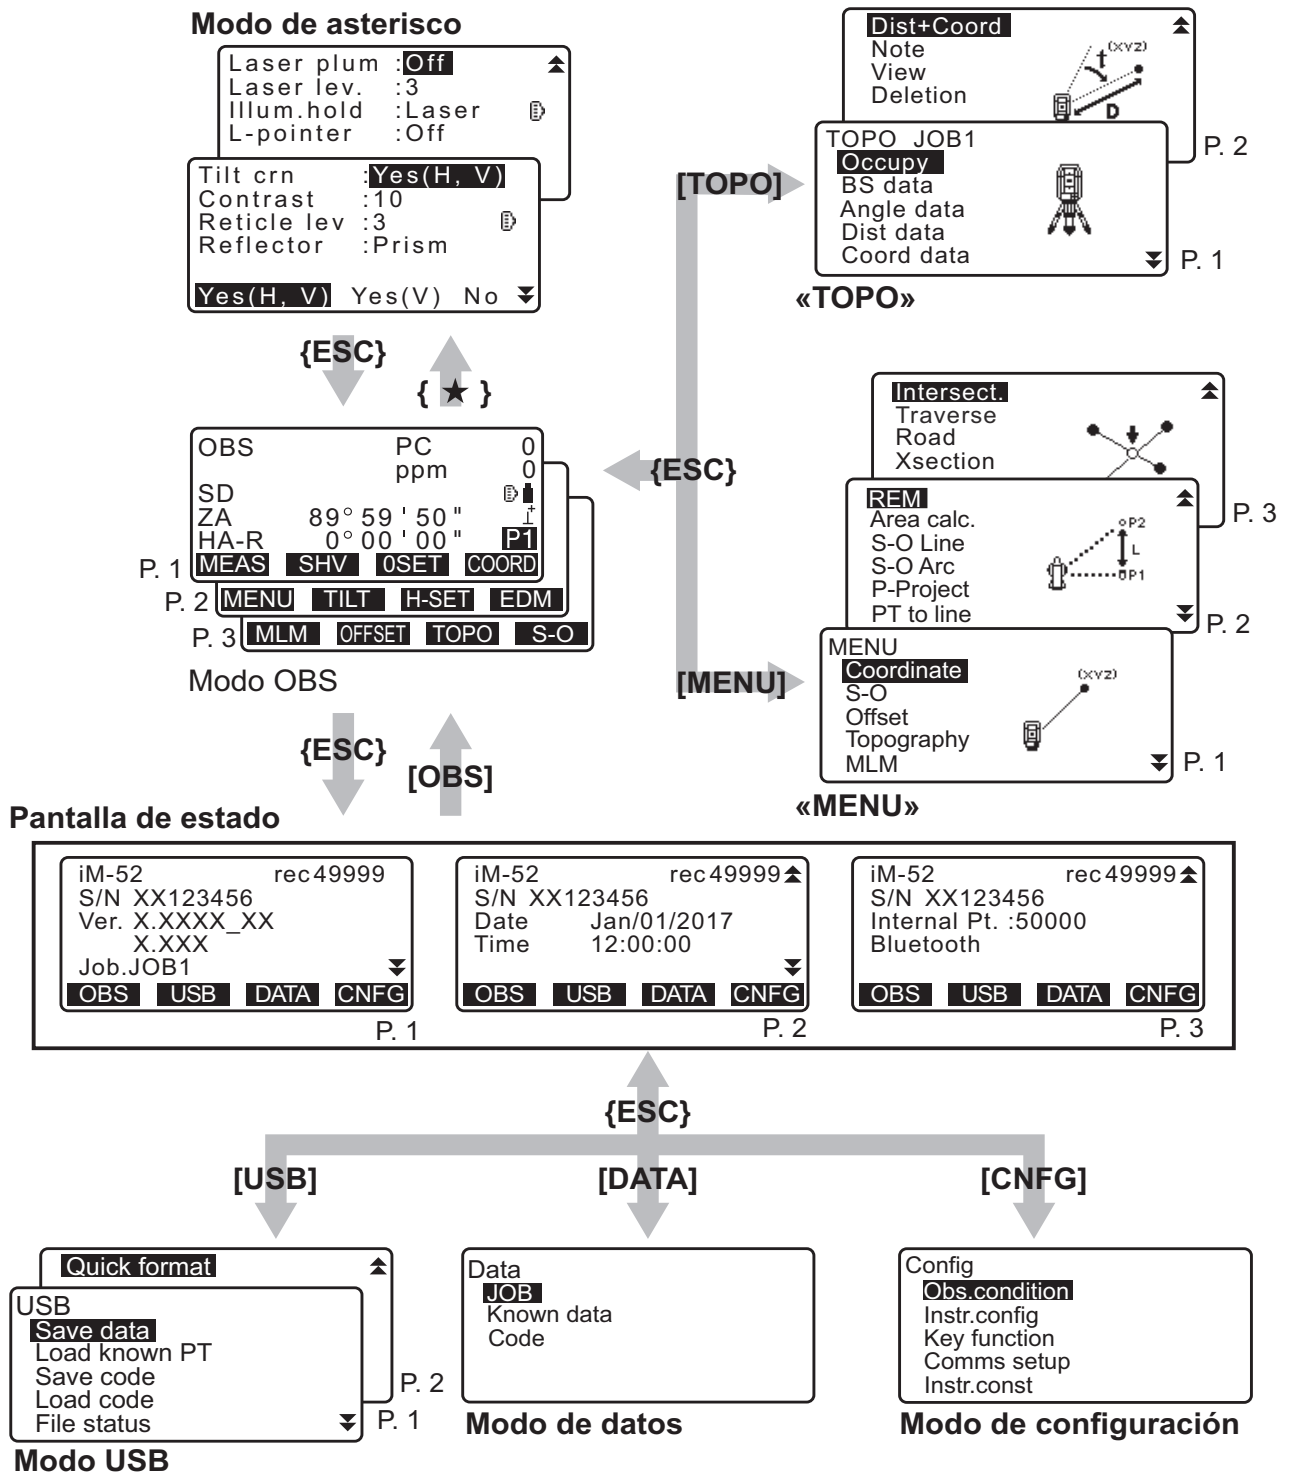 Modo de asterisco
Laser plum :Off
Laser lev. :3
Illum.hold :Laser
L-pointer :Off
Tilt crn :Yes(H, V)
Contrast :10
Reticle lev :3
Reflector :Prism
Yes(H, V) Yes(V) No
{ESC}
{ ★ }
Dist+Coord
Note
View
Deletion
(XYZ)
t
D
P. 2
TOPO JOB1
Occupy
BS data
Angle data
Dist data
Coord data
P. 1
«TOPO»
[TOPO]
{ESC}
[MENU]
OBS PC 0
ppm 0
SD
ZA 89° 59 ' 50 "
HA-R 0° 00 ' 00 " P1
P. 1 MEAS SHV 0SET COORD
P. 2 MENU TILT H-SET EDM
P. 3 MLM OFFSET TOPO S-O
Modo OBS
Intersect.
Traverse
Road
Xsection
P. 3
REM
Area calc.
S-O Line
S-O Arc
P-Project
PT to line
P2
L
P1
P. 2
MENU
Coordinate
S-O
Offset
Topography
MLM
(XYZ)
P. 1
«MENU»
{ESC}
[OBS]
Pantalla de estado
iM-52 rec 49999
S/N XX123456
Ver. X.XXXX_XX
X.XXX
Job.JOB1
OBS USB DATA CNFG
P. 1
iM-52 rec 49999
S/N XX123456
Date Jan/01/2017
Time 12:00:00
OBS USB DATA CNFG
P. 2
iM-52 rec 49999
S/N XX123456
Internal Pt. :50000
Bluetooth
OBS USB DATA CNFG
P. 3
{ESC}
[USB]
[DATA]
[CNFG]
Quick format
P. 2
USB
Save data
Load known PT
Save code
Load code
File status
P. 1
Modo USB
Data
JOB
Known data
Code
Modo de datos
Config
Obs.condition
Instr.config
Key function
Comms setup
Instr.const
Modo de configuración